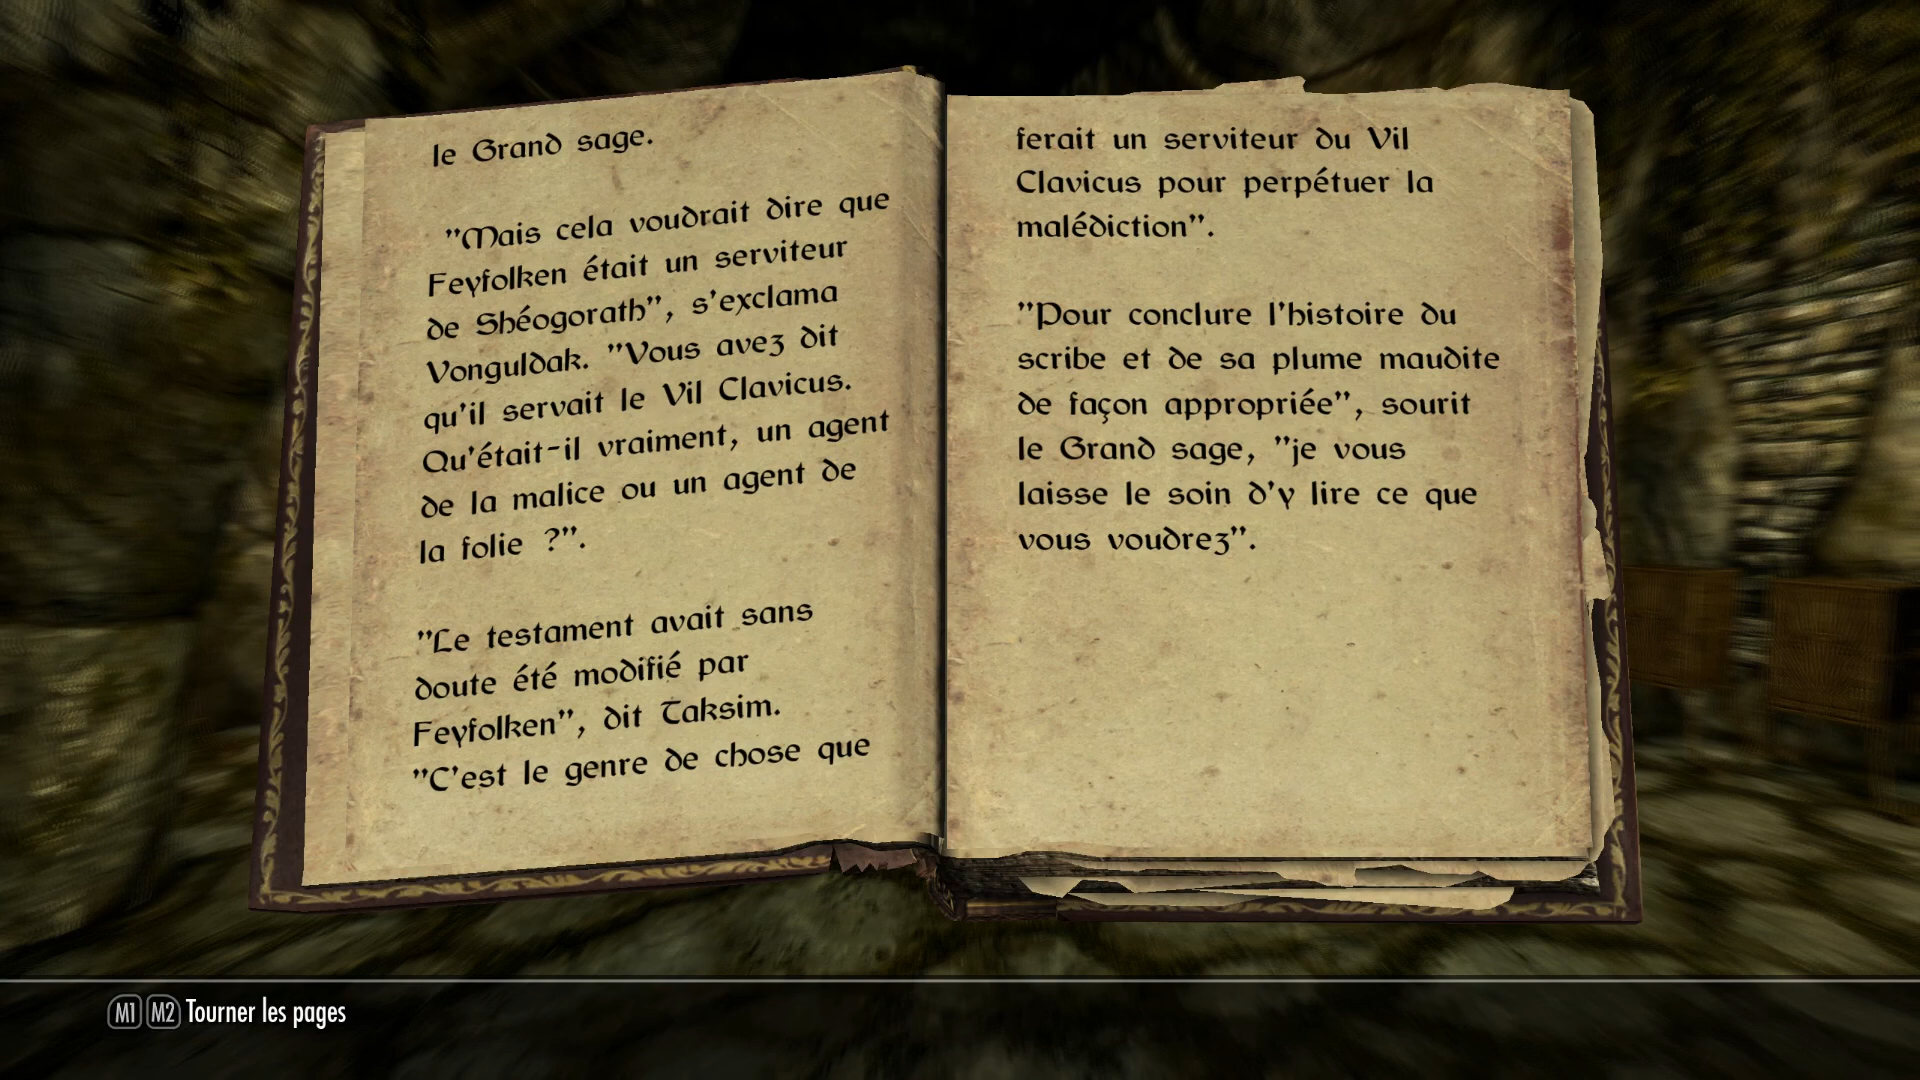 le Grand sage.
"Mais cela voudrait dire que
Feyfolken était un serviteur
de Shéogorath", s'exclama
Vonguldak. "Vous avez dit
qu'il servait le Vil Clavicus.
Qu'était-il vraiment, un agent
de la malice ou un agent de
la folie ?".
"Le testament avait sans
doute été modifié par
Feyfolken", dit Taksim.
"C'est le genre de chose que
ferait un serviteur du Vil
Clavicus pour perpétuer la
malédiction".
"Pour conclure l'histoire du
scribe et de sa plume maudite
de façon appropriée", sourit
le Grand sage, "je vous
laisse le soin d'y lire ce que
vous voudrez".
M1 M2 Tourner les pages